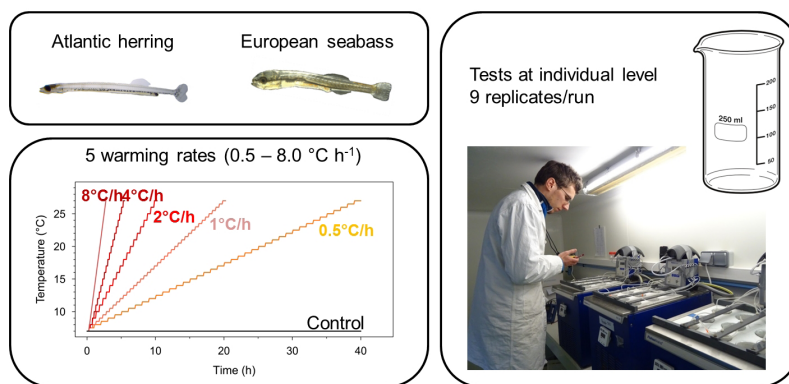 Atlantic herring
European seabass
5 warming rates (0.5 – 8.0 °C h-1)
8°C/h
4°C/h
2°C/h
1°C/h
0.5°C/h
Control
Temperature (°C)
25
20
15
10
0
10
20
30
40
Time (h)
Tests at individual level
9 replicates/run
250 ml
200
150
100
50